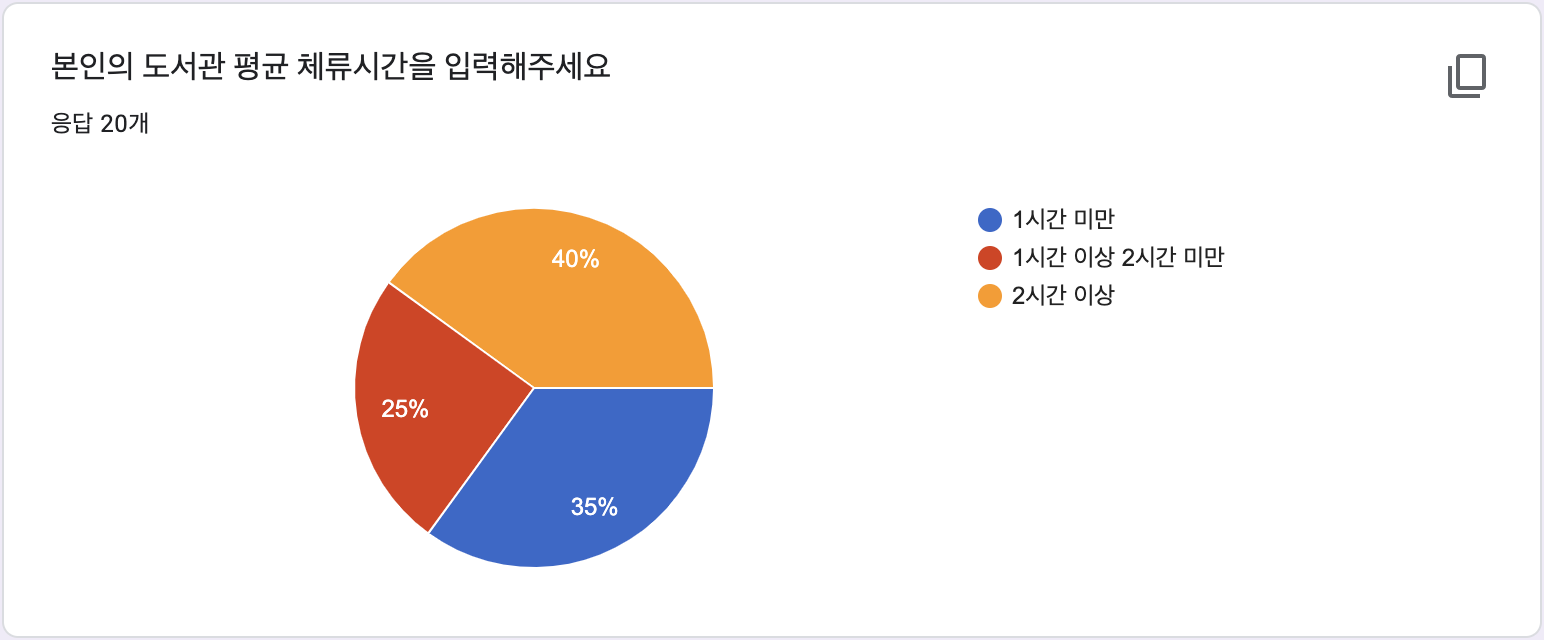 본인의 도서관 평균 체류시간을 입력해주세요
응답 20개
1시간 미만
1시간 이상 2시간 미만
2시간 이상
40%
25%
35%